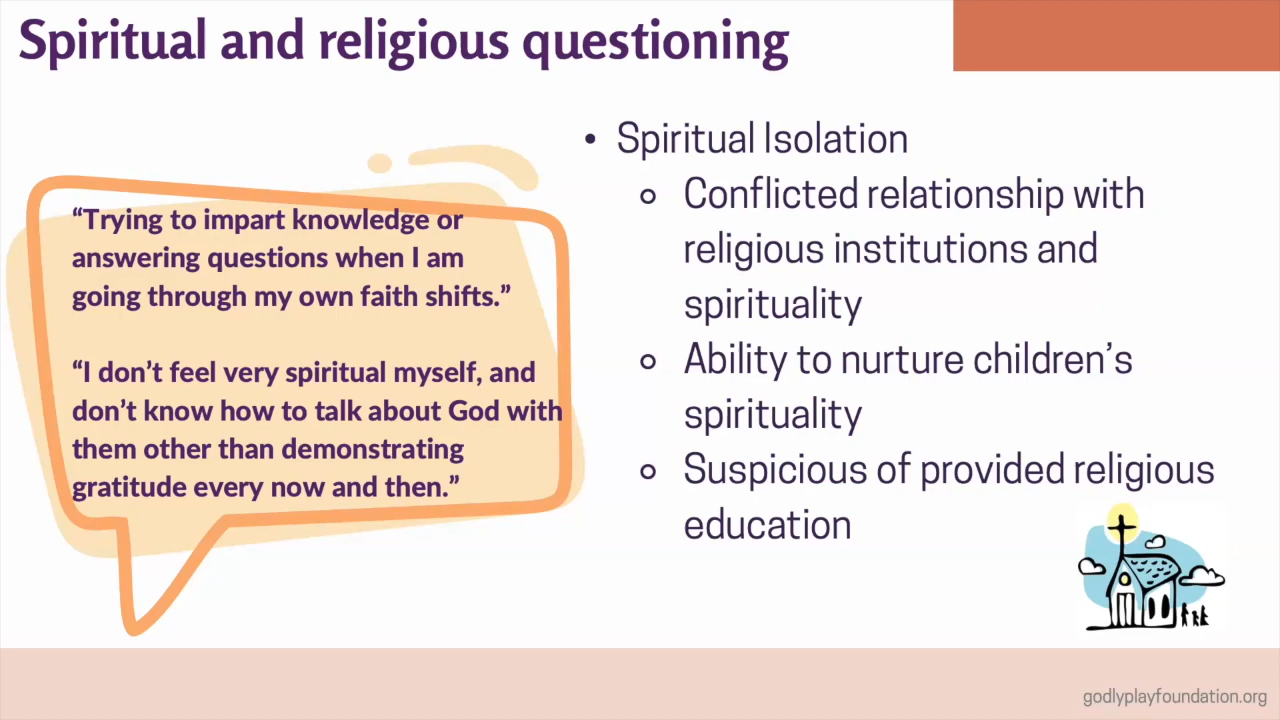 Spiritual and religious questioning
“Trying to impart knowledge or
answering questions when I am
going through my own faith shifts.”
“I don’t feel very spiritual myself, and
don’t know how to talk about God with
them other than demonstrating
gratitude every now and then.”
• Spiritual Isolation
○ Conflicted relationship with
religious institutions and
spirituality
○ Ability to nurture children’s
spirituality
○ Suspicious of provided religious
education
godlyplayfoundation.org